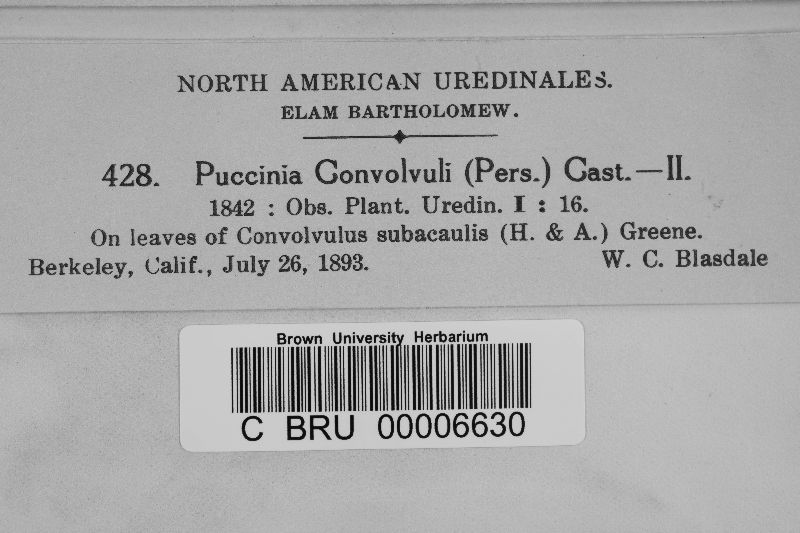 NORTH AMERICAN UREDINALES.
ELAM BARTHOLOMEW.
428. Puccinia Convolvuli (Pers.) Cast.—II.
1842 : Obs. Plant. Uredin. I : 16.
On leaves of Convolvulus subacaulis (H. & A.) Greene.
Berkeley, Calif., July 26, 1893. W. C. Blasdale
Brown University Herbarium
C BRU 00006630